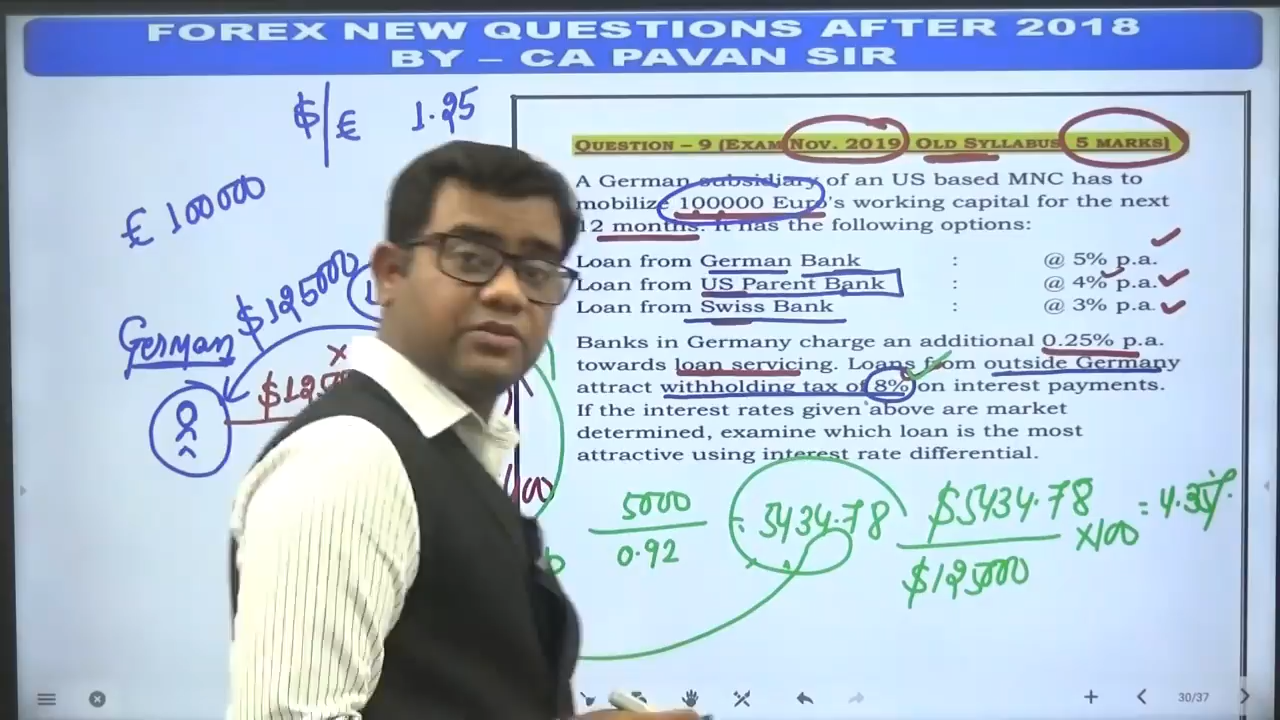 FOREX NEW QUESTIONS AFTER 2018
BY – CA PAVAN SIR
$/€ 1.25
€ 100000
$125000
German
QUESTION – 9 (EXAM NOV. 2019 OLD SYLLABUS 5 MARKS)
A German subsidiary of an US based MNC has to
mobilize 100000 Euro's working capital for the next
12 months. It has the following options:
Loan from German Bank : @ 5% p.a.
Loan from US Parent Bank : @ 4% p.a.
Loan from Swiss Bank : @ 3% p.a.
Banks in Germany charge an additional 0.25% p.a.
towards loan servicing. Loans from outside Germany
attract withholding tax of 8% on interest payments.
If the interest rates given above are market
determined, examine which loan is the most
attractive using interest rate differential.
5000
0.92
= 5434.78
$5434.78
$125000
X100
30/37